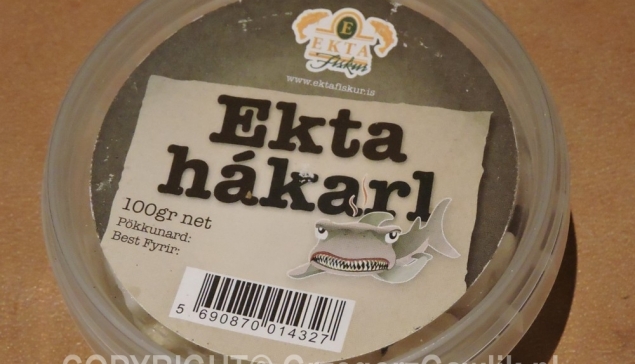 E
EKTA
Fiskur
www.ektafiskur.is
Ekta
hákarl
100gr net
Pökkunard:
Best Fyrir:
5 690870 014327
COPYRIGHT©